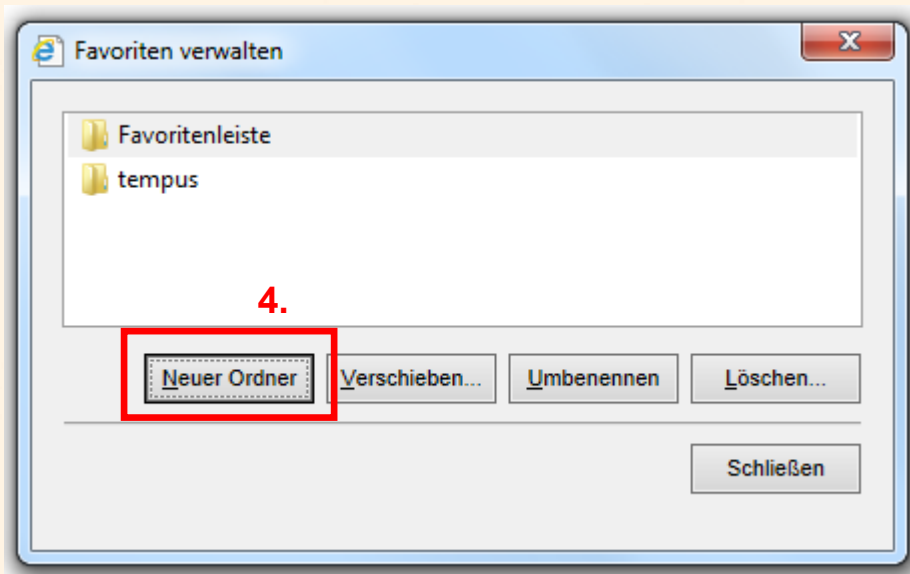 Favoriten verwalten
Favoritenleiste
tempus
4.
Neuer Ordner Verschieben... Umbenennen Löschen...
Schließen